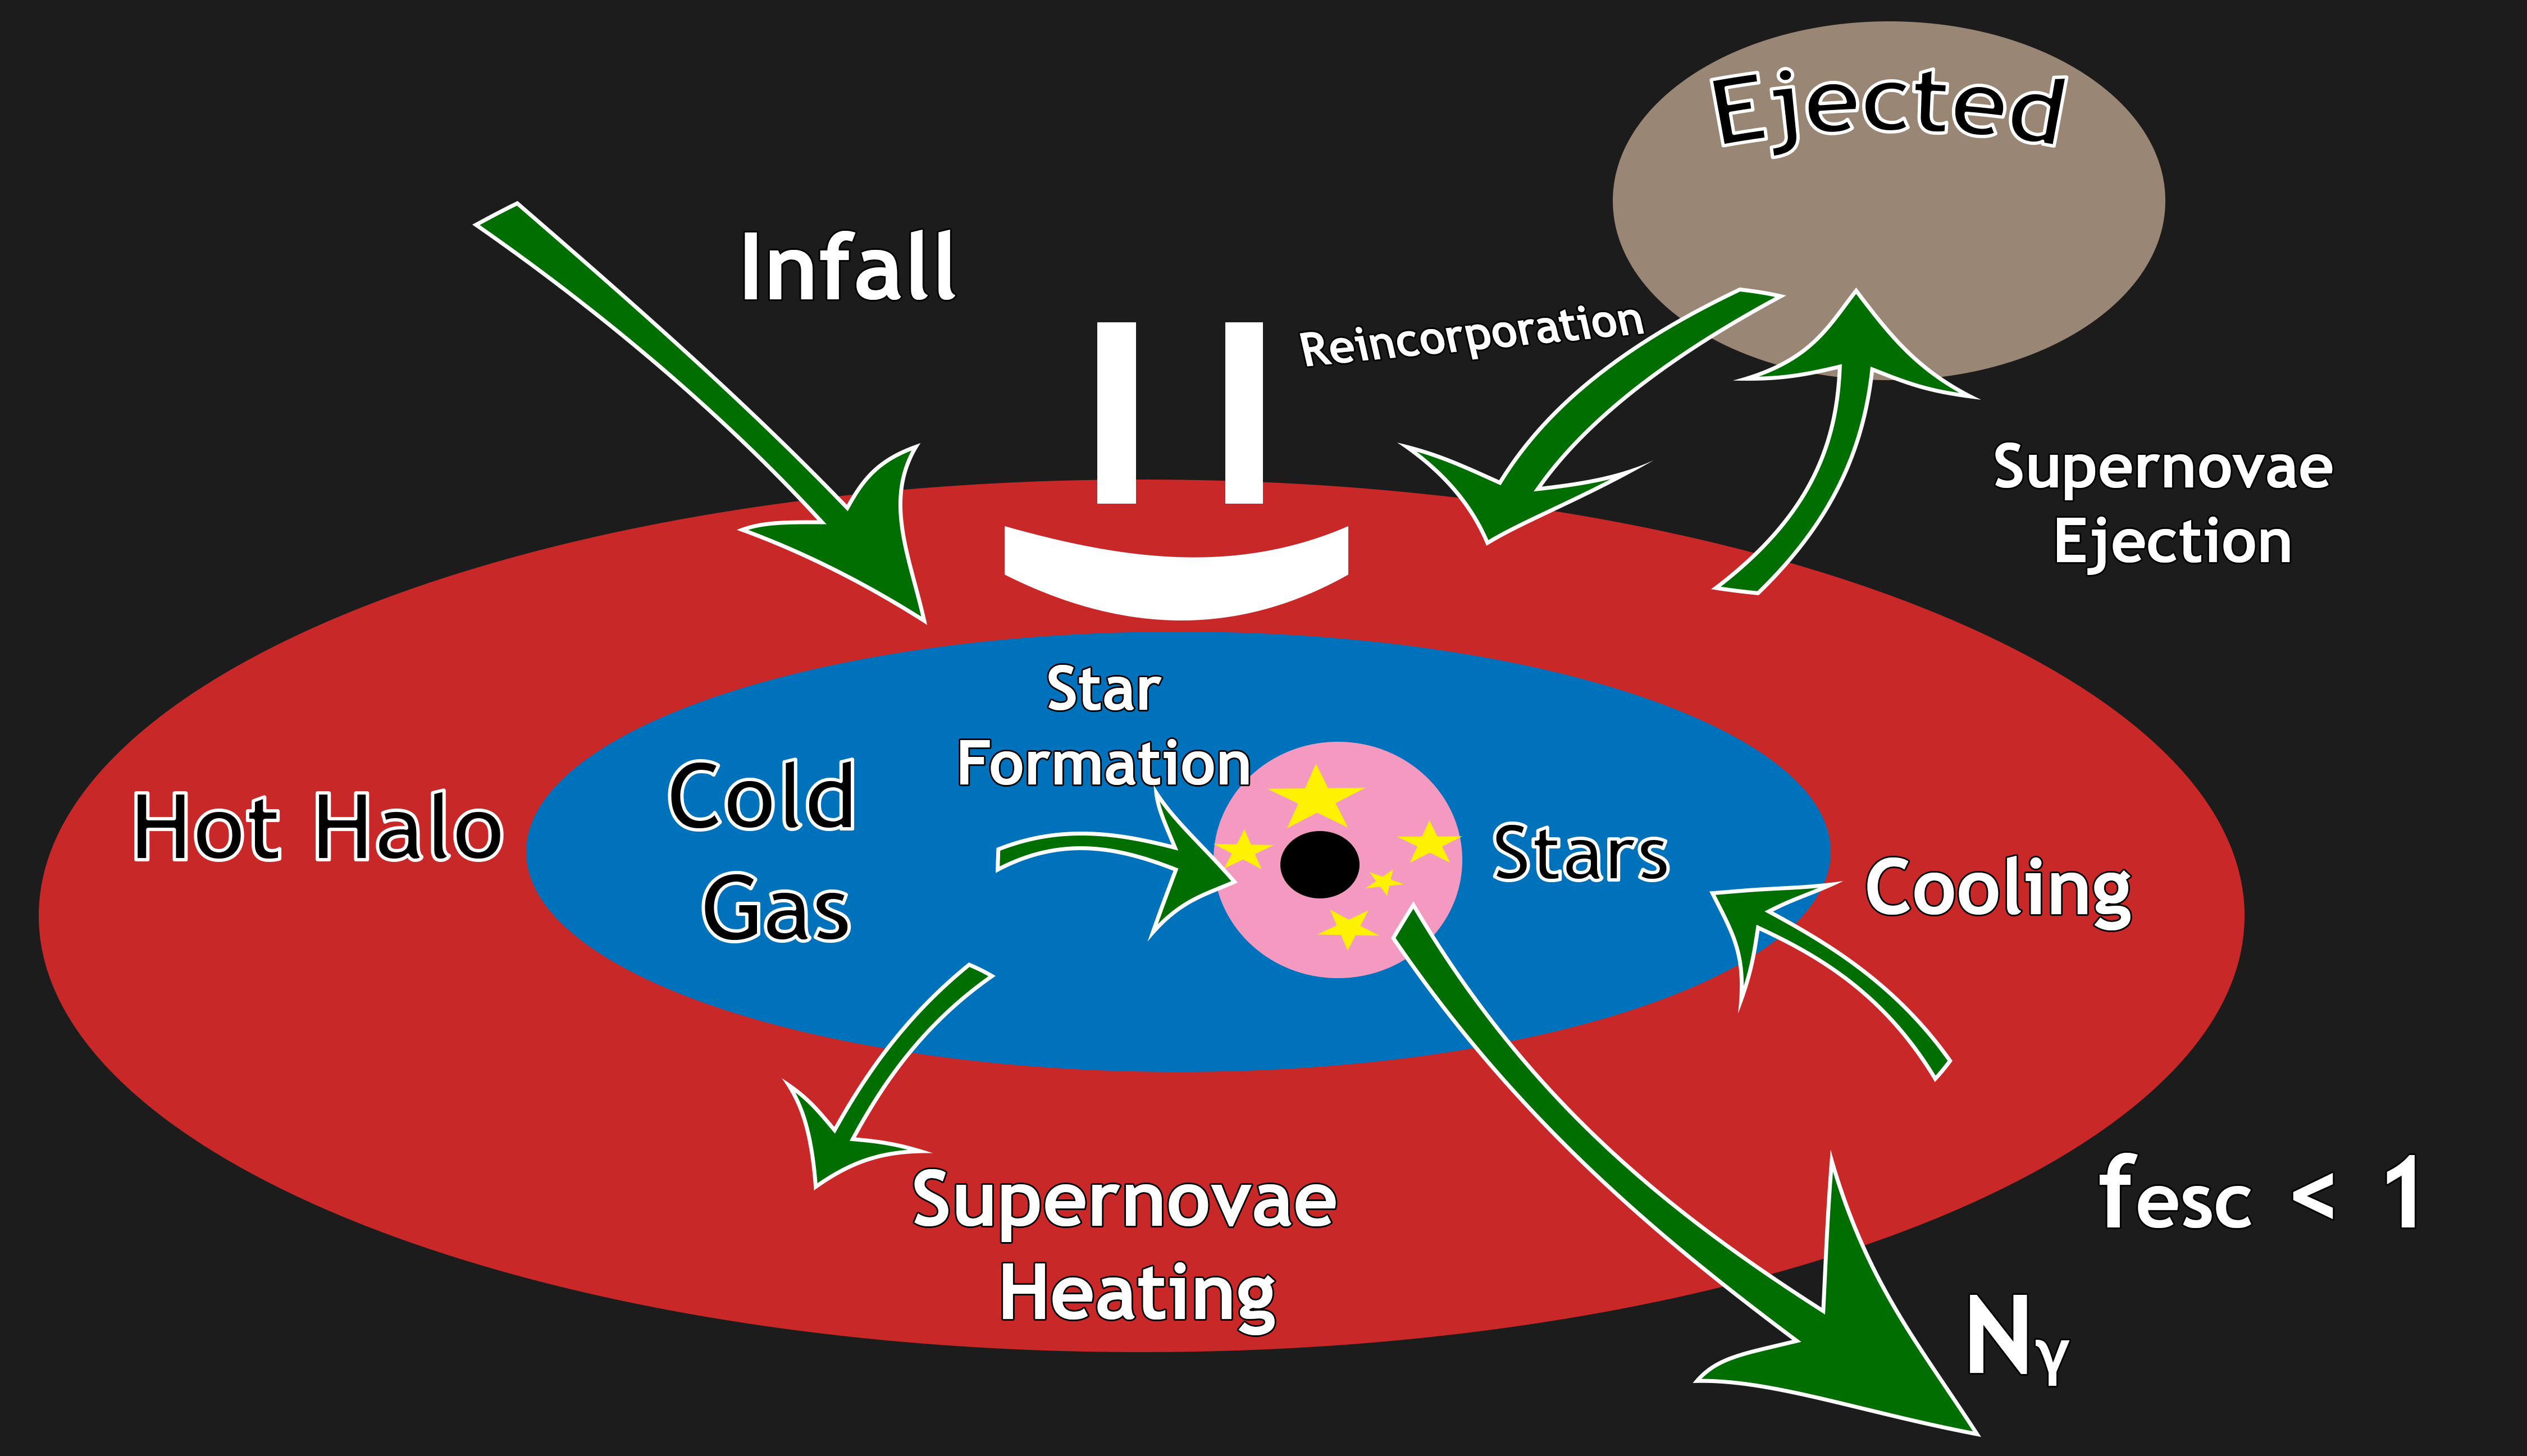 Ejected
Infall
Reincorporation
Supernovae
Ejection
Star
Formation
Cold
Gas
Hot Halo
Stars
Cooling
Supernovae
Heating
fesc < 1
Nγ